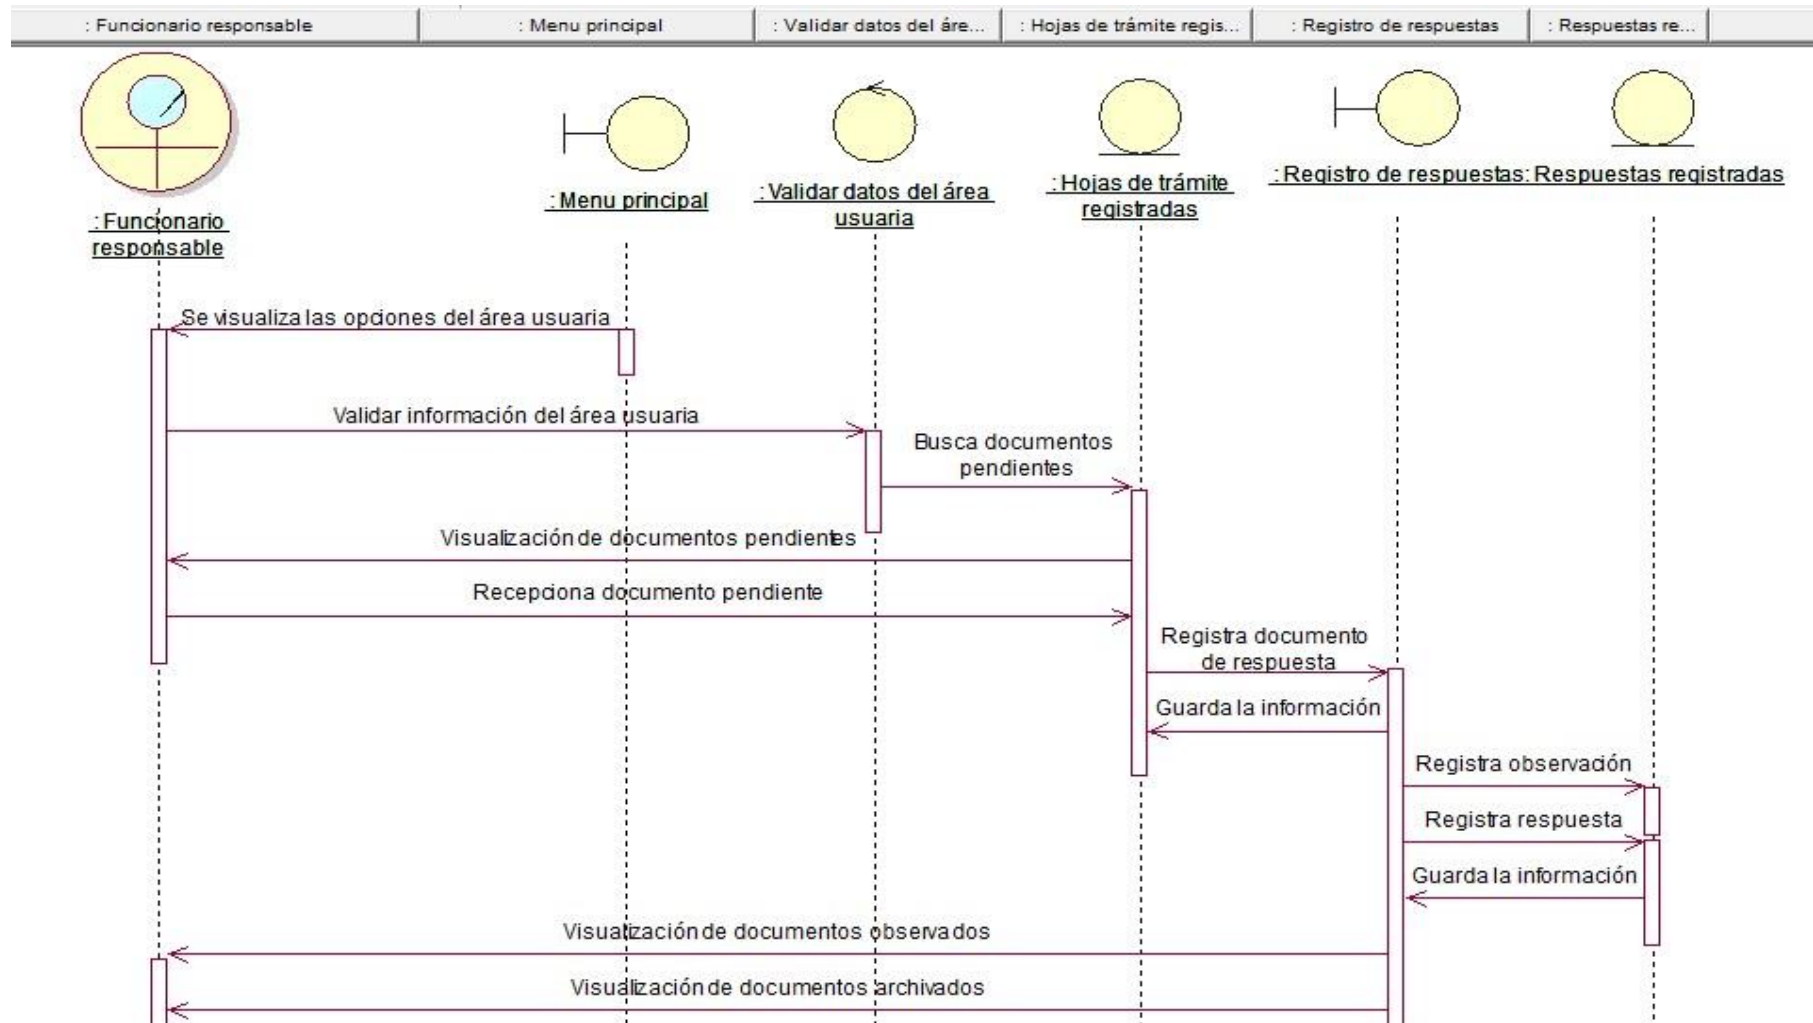 : Funcionario responsable
: Menu principal
: Validar datos del áre...
: Hojas de trámite regis...
: Registro de respuestas
: Respuestas re...
: Funcionario
responsable
: Menu principal
: Validar datos del área
usuaria
: Hojas de trámite
registradas
: Registro de respuestas
: Respuestas registradas
Se visualiza las opciones del área usuaria
Validar información del área usuaria
Busca documentos
pendientes
Visualización de documentos pendientes
Recepciona documento pendiente
Registra documento
de respuesta
Guarda la información
Registra observación
Registra respuesta
Guarda la información
Visualización de documentos observados
Visualización de documentos archivados